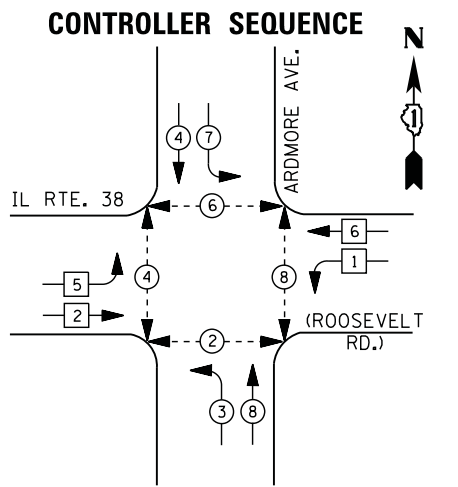 CONTROLLER SEQUENCE
N
1
ARDMORE AVE.
4 7
IL RTE. 38
6
6
1
5
4
8
2
(ROOSEVELT
RD.)
2
3 8